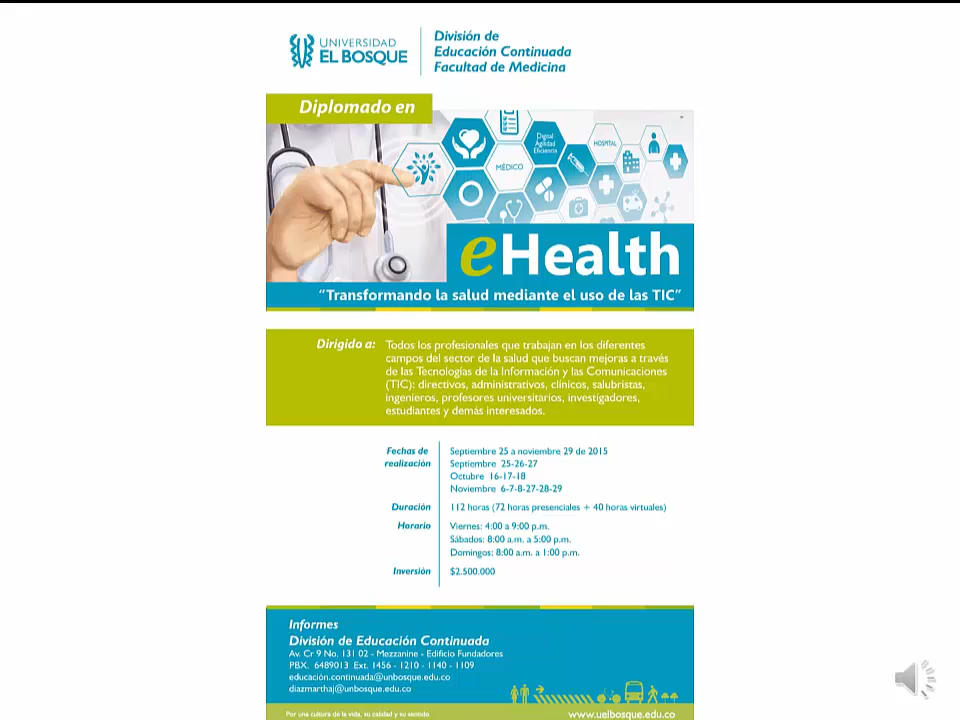 UNIVERSIDAD
EL BOSQUE
División de
Educación Continuada
Facultad de Medicina
Diplomado en
Digital
Agilidad
Eficiencia
HOSPITAL
MÉDICO
eHealth
“Transformando la salud mediante el uso de las TIC”
Dirigido a: Todos los profesionales que trabajan en los diferentes
campos del sector de la salud que buscan mejoras a través
de las Tecnologías de la Información y las Comunicaciones
(TIC): directivos, administrativos, clínicos, salubristas,
ingenieros, profesores universitarios, investigadores,
estudiantes y demás interesados.
Fechas de realización
Septiembre 25 a noviembre 29 de 2015
Septiembre 25-26-27
Octubre 16-17-18
Noviembre 6-7-8-27-28-29
Duración 112 horas (72 horas presenciales + 40 horas virtuales)
Horario Viernes: 4:00 a 9:00 p.m.
Sábados: 8:00 a.m. a 5:00 p.m.
Domingos: 8:00 a.m. a 1:00 p.m.
Inversión $2.500.000
Informes
División de Educación Continuada
Av. Cr 9 No. 131 02 - Mezzanine - Edificio Fundadores
PBX. 6489013 Ext. 1456 - 1210 - 1140 - 1109
educación.continuada@unbosque.edu.co
diazmarthaj@unbosque.edu.co
Por una cultura de la vida, su calidad y su sentido
www.uelbosque.edu.co